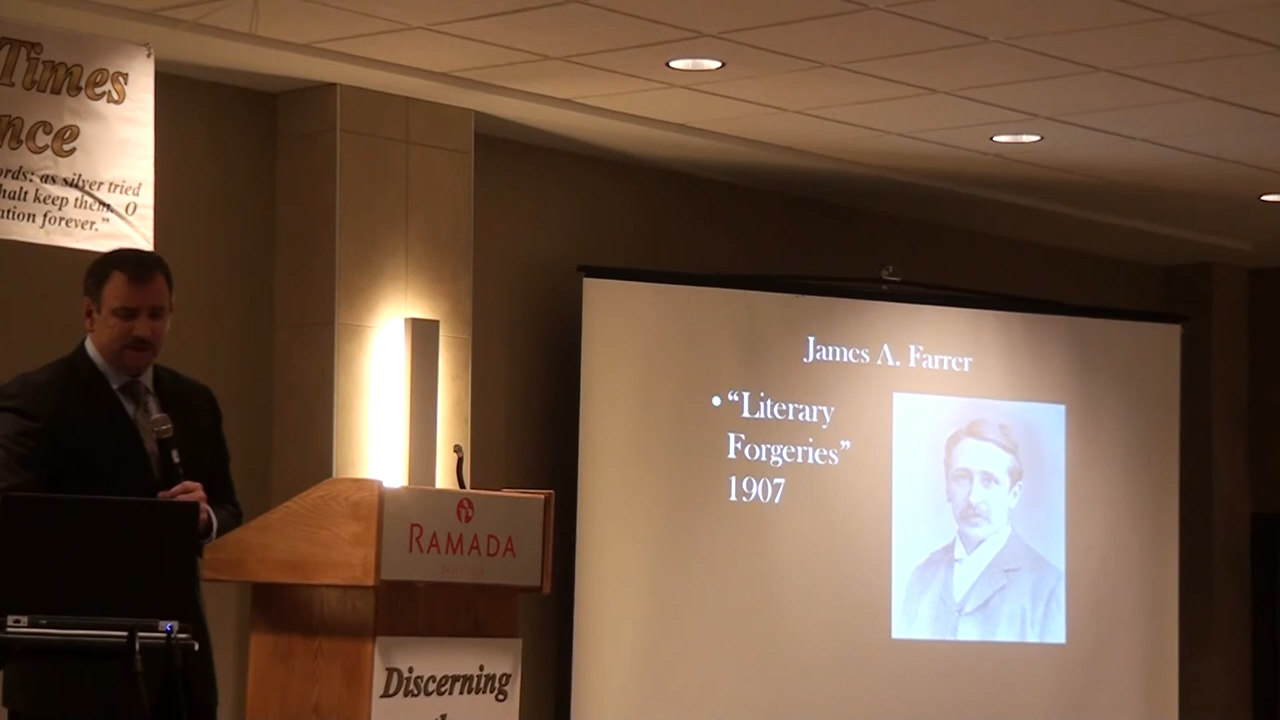 Times
nce
ords: as silver tried
halt keep them, O
ation forever."
James A. Farrer
• “Literary
Forgeries”
1907
RAMADA
Discerning